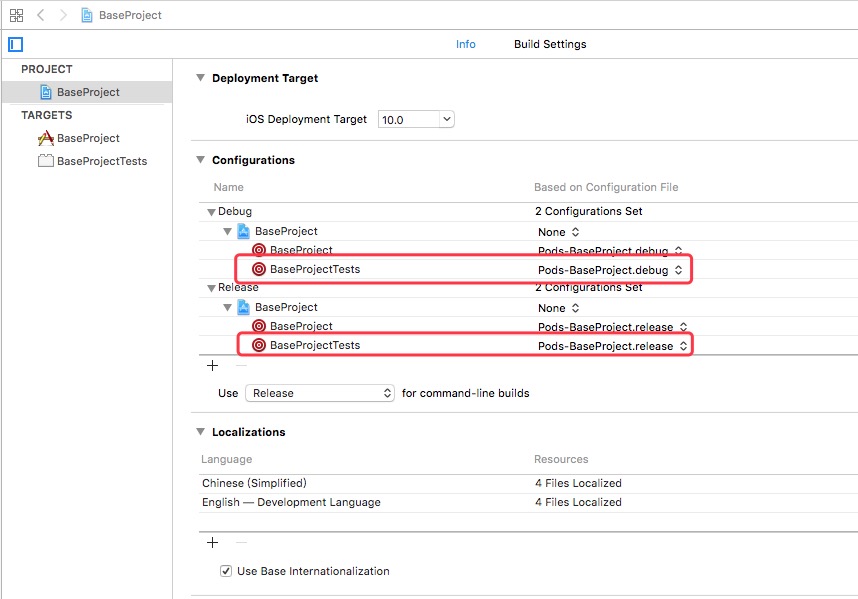 BaseProject
Info Build Settings
PROJECT
BaseProject
TARGETS
BaseProject
BaseProjectTests
Deployment Target
iOS Deployment Target 10.0
Configurations
Name Based on Configuration File
Debug 2 Configurations Set
BaseProject None
BaseProject Pods-BaseProject.debug
BaseProjectTests Pods-BaseProject.debug
Release 2 Configurations Set
BaseProject None
BaseProject Pods-BaseProject.release
BaseProjectTests Pods-BaseProject.release
Use Release for command-line builds
Localizations
Language Resources
Chinese (Simplified) 4 Files Localized
English — Development Language 4 Files Localized
Use Base Internationalization